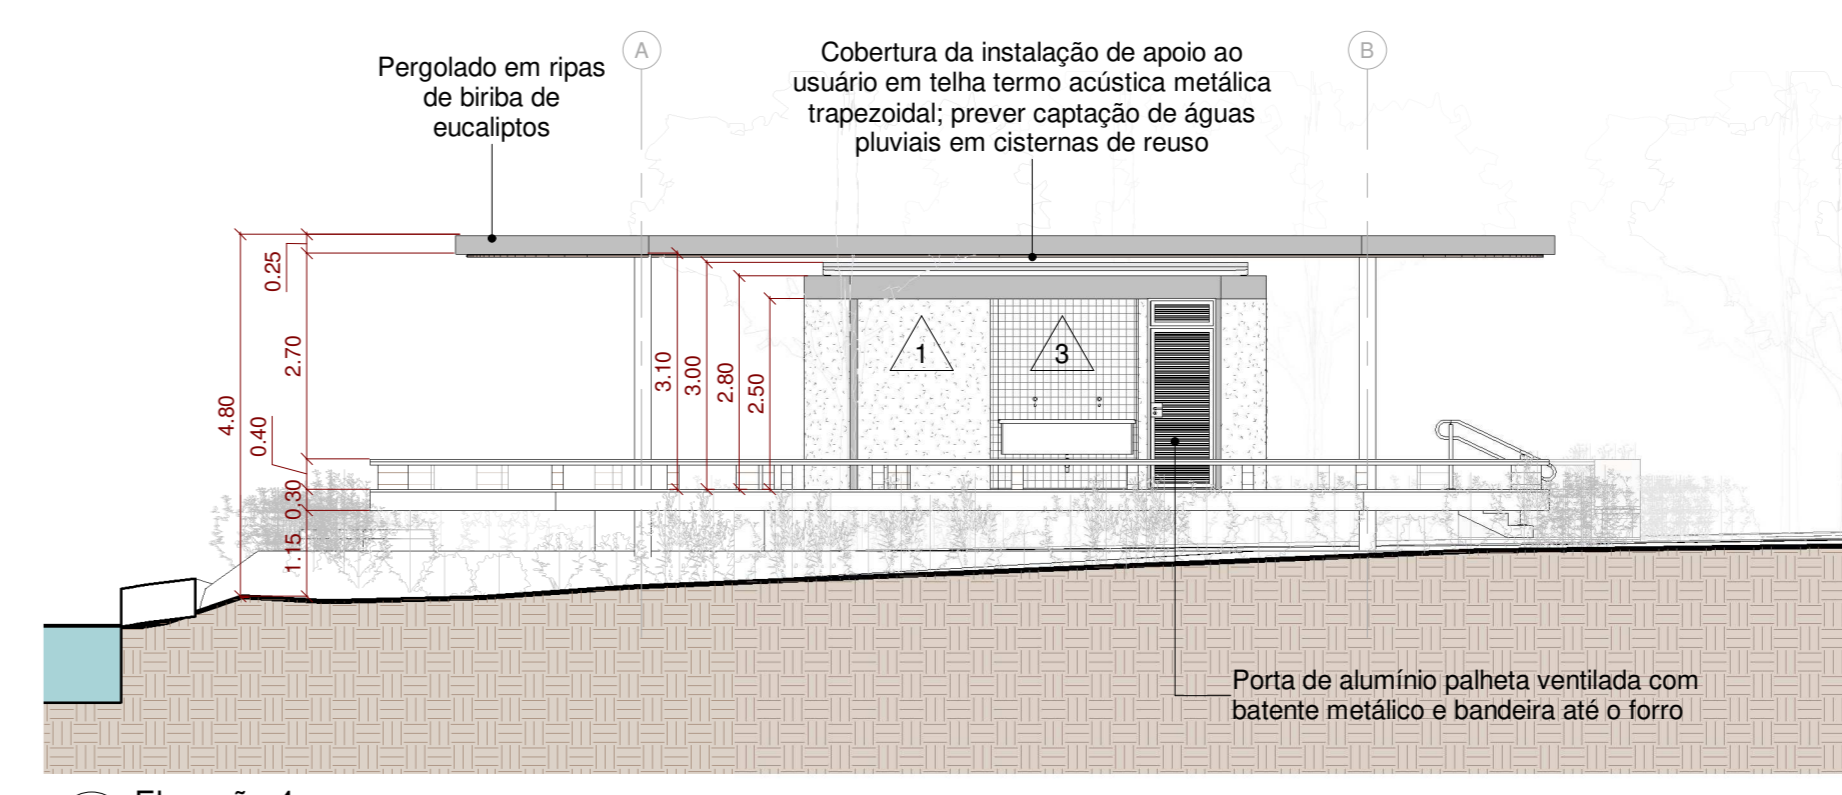 A
B
Pergolado em ripas
de biriba de
eucaliptos
Cobertura da instalação de apoio ao
usuário em telha termo acústica metálica
trapezoidal; prever captação de águas
pluviais em cisternas de reuso
0.25
2.70
4.80
0.40
0.30
1.15
3.10
3.00
2.80
2.50
1
3
Porta de alumínio palheta ventilada com
batente metálico e bandeira até o forro